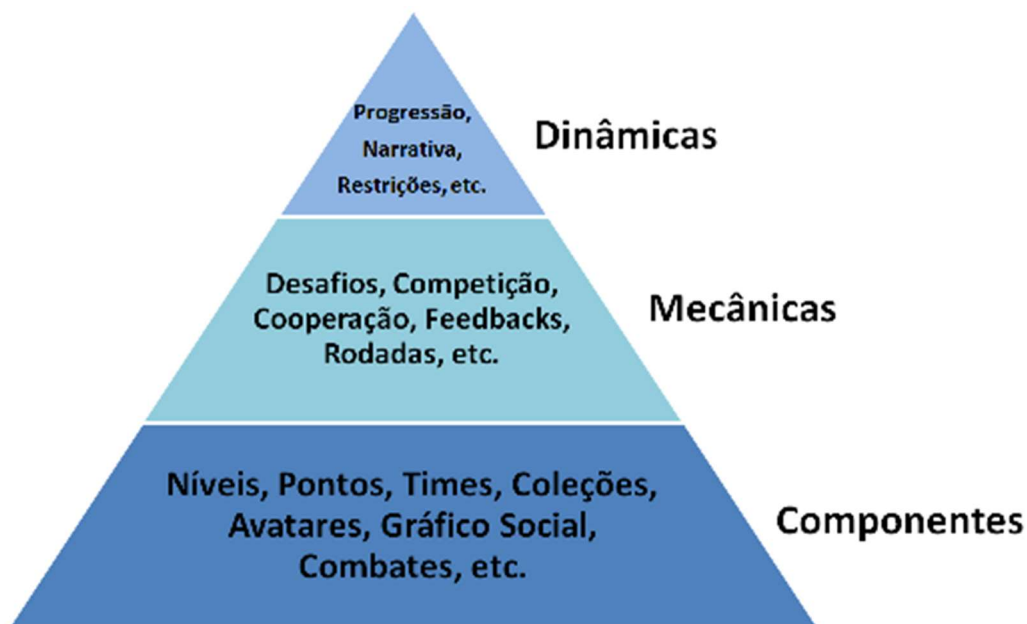 Progressão,
Narrativa,
Restrições, etc.
Dinâmicas
Desafios, Competição,
Cooperação, Feedbacks,
Rodadas, etc.
Mecânicas
Níveis, Pontos, Times, Coleções,
Avatares, Gráfico Social,
Combates, etc.
Componentes